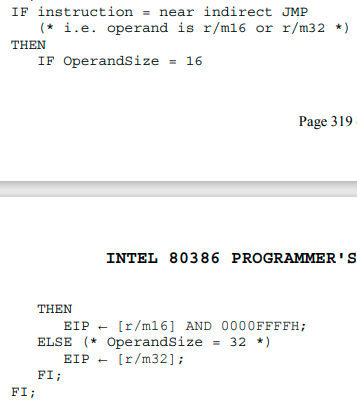 IF instruction = near indirect JMP
(* i.e. operand is r/m16 or r/m32 *)
THEN
IF OperandSize = 16
Page 319
INTEL 80386 PROGRAMMER'S
THEN
EIP ← [r/m16] AND 0000FFFFH;
ELSE (* OperandSize = 32 *)
EIP ← [r/m32];
FI;
FI;